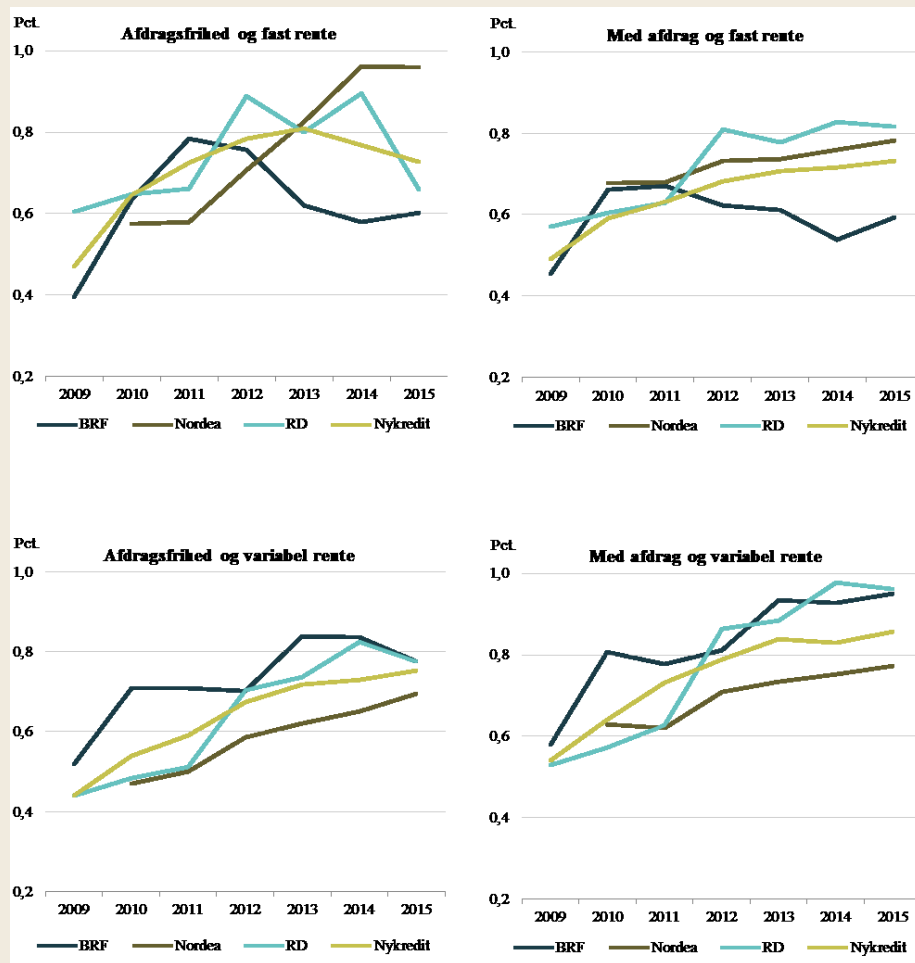 Pct.
Afdragsfrihed og fast rente
1,0
0,8
0,6
0,4
0,2
2009 2010 2011 2012 2013 2014 2015
BRF Nordea RD Nykredit
Pct.
Med afdrag og fast rente
1,0
0,8
0,6
0,4
0,2
2009 2010 2011 2012 2013 2014 2015
BRF Nordea RD Nykredit
Pct.
Afdragsfrihed og variabel rente
1,0
0,8
0,6
0,4
0,2
2009 2010 2011 2012 2013 2014 2015
BRF Nordea RD Nykredit
Pct.
Med afdrag og variabel rente
1,0
0,8
0,6
0,4
0,2
2009 2010 2011 2012 2013 2014 2015
BRF Nordea RD Nykredit